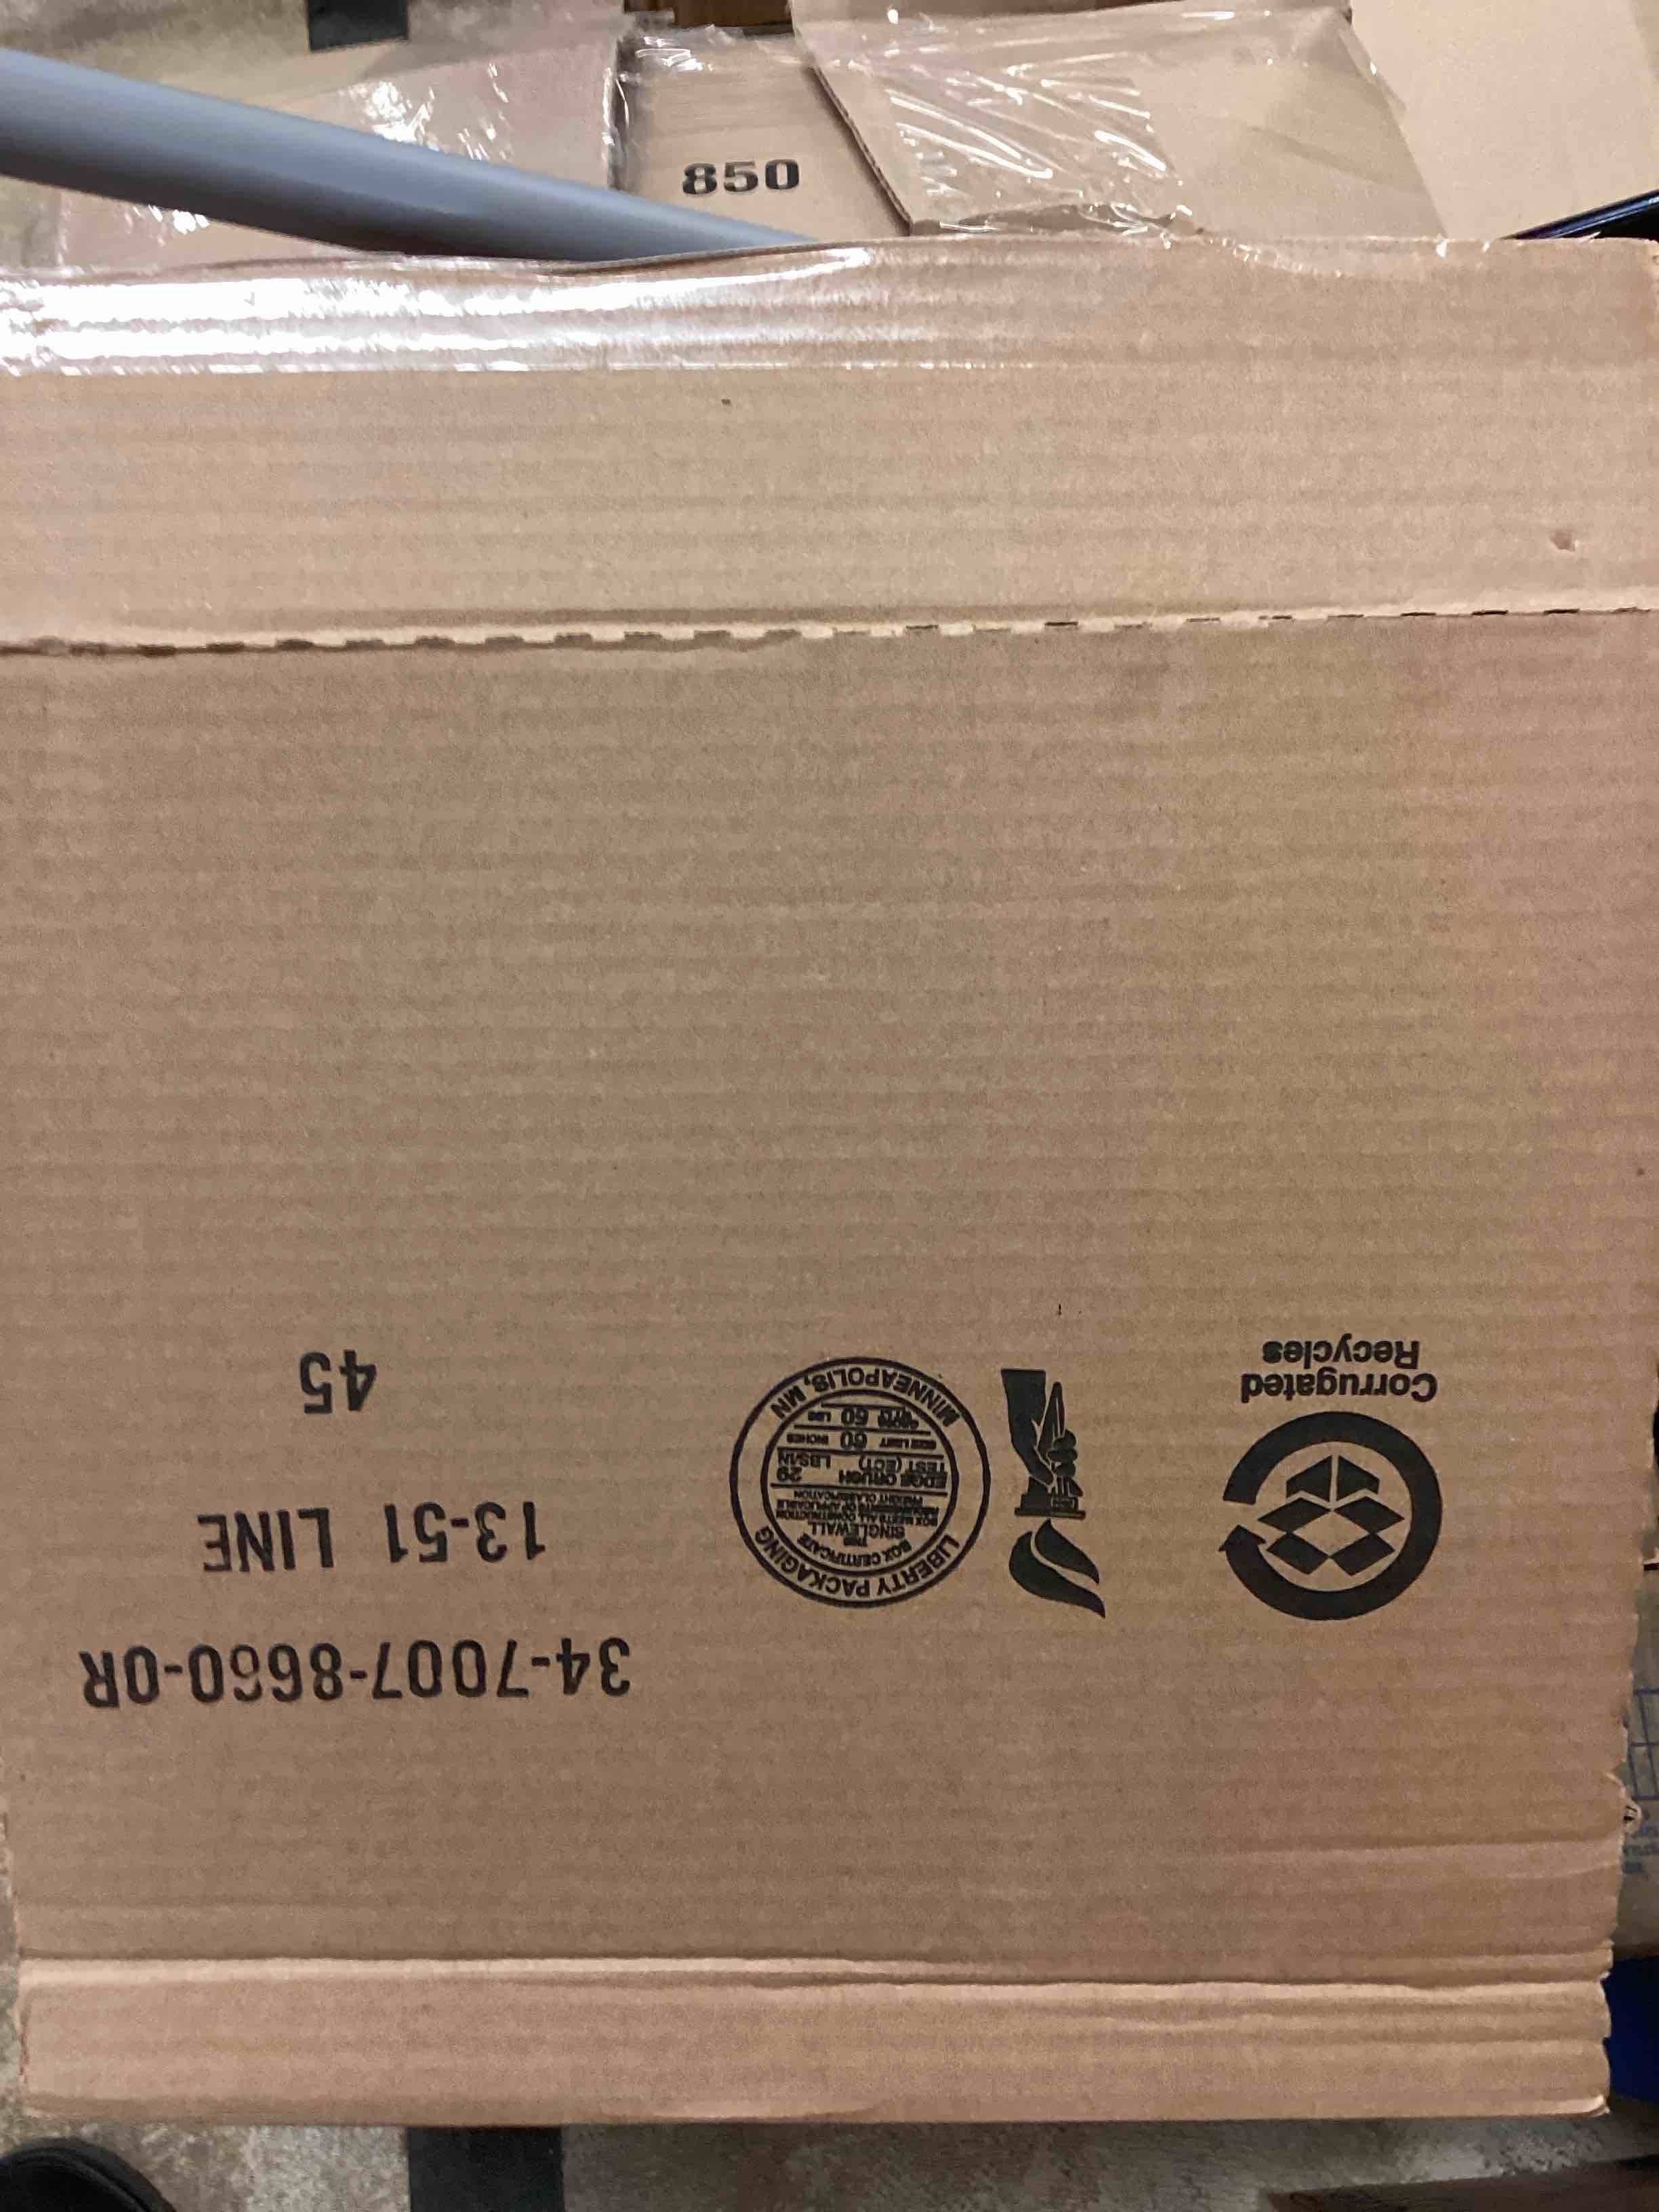 850
34-7007-8660-0R
13-51 LINE
45
LIBERTY PACKAGING
BOX CERTIFICATE
THIS
SINGLEWALL
BOX MEETS ALL CONSTRUCTION
REQUIREMENTS OF APPLICABLE
FREIGHT CLASSIFICATION
EDGE CRUSH
TEST (ECT) 29 LBS/IN
SIZE LIMIT 60 INCHES
60 LBS
MINNEAPOLIS, MN
Corrugated
Recycles